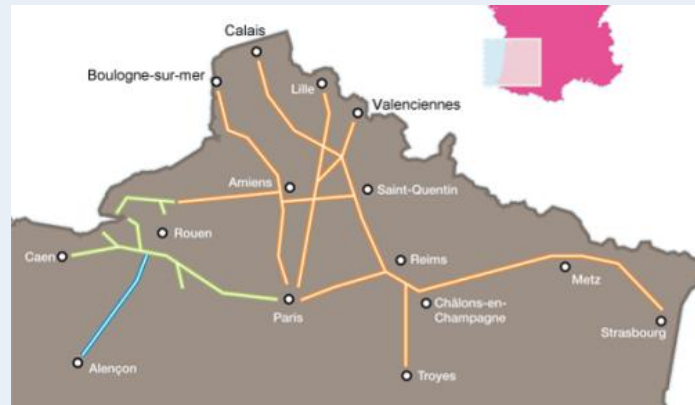 Calais
Boulogne-sur-mer
Lille
Valenciennes
Amiens
Saint-Quentin
Rouen
Caen
Reims
Metz
Paris
Châlons-en-
Champagne
Strasbourg
Alençon
Troyes